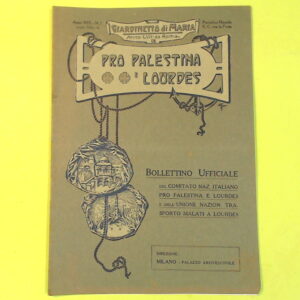 GIARDINETTO di MARIA
PRO PALESTINA
E LOURDES
BOLLETTINO UFFICIALE
DEL COMITATO NAZ. ITALIANO
PRO PALESTINA E LOURDES
E DELL'UNIONE NAZION. TRA-
SPORTO MALATI A LOURDES
DIREZIONE:
MILANO - PALAZZO ARCIVESCOVILE